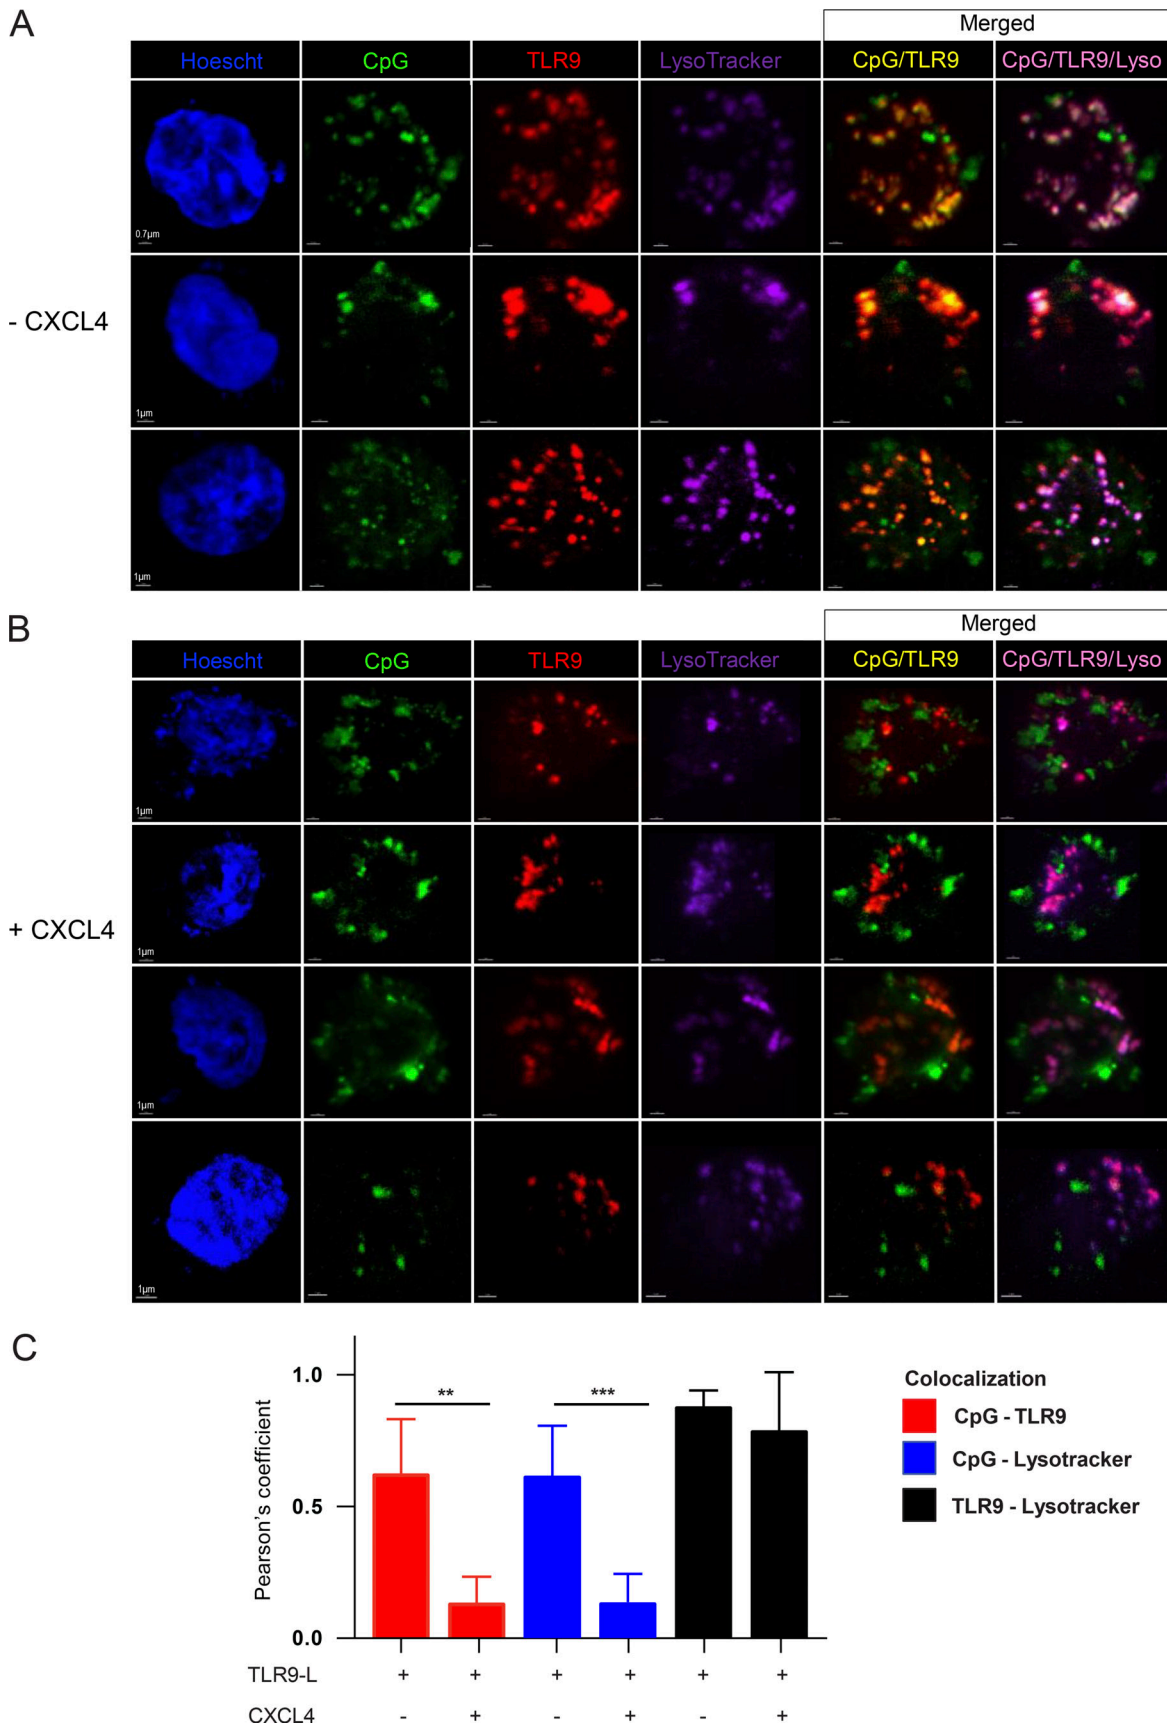 A
Merged
Hoescht CpG TLR9 LysoTracker CpG/TLR9 CpG/TLR9/Lyso
0.7µm
- CXCL4
1µm
1µm
B
Merged
Hoescht CpG TLR9 LysoTracker CpG/TLR9 CpG/TLR9/Lyso
1µm
+ CXCL4
1µm
1µm
1µm
C
Pearson's coefficient
1.0
0.5
0.0
** ***
TLR9-L + + + + + +
CXCL4 - + - + - +
Colocalization
CpG - TLR9
CpG - Lysotracker
TLR9 - Lysotracker